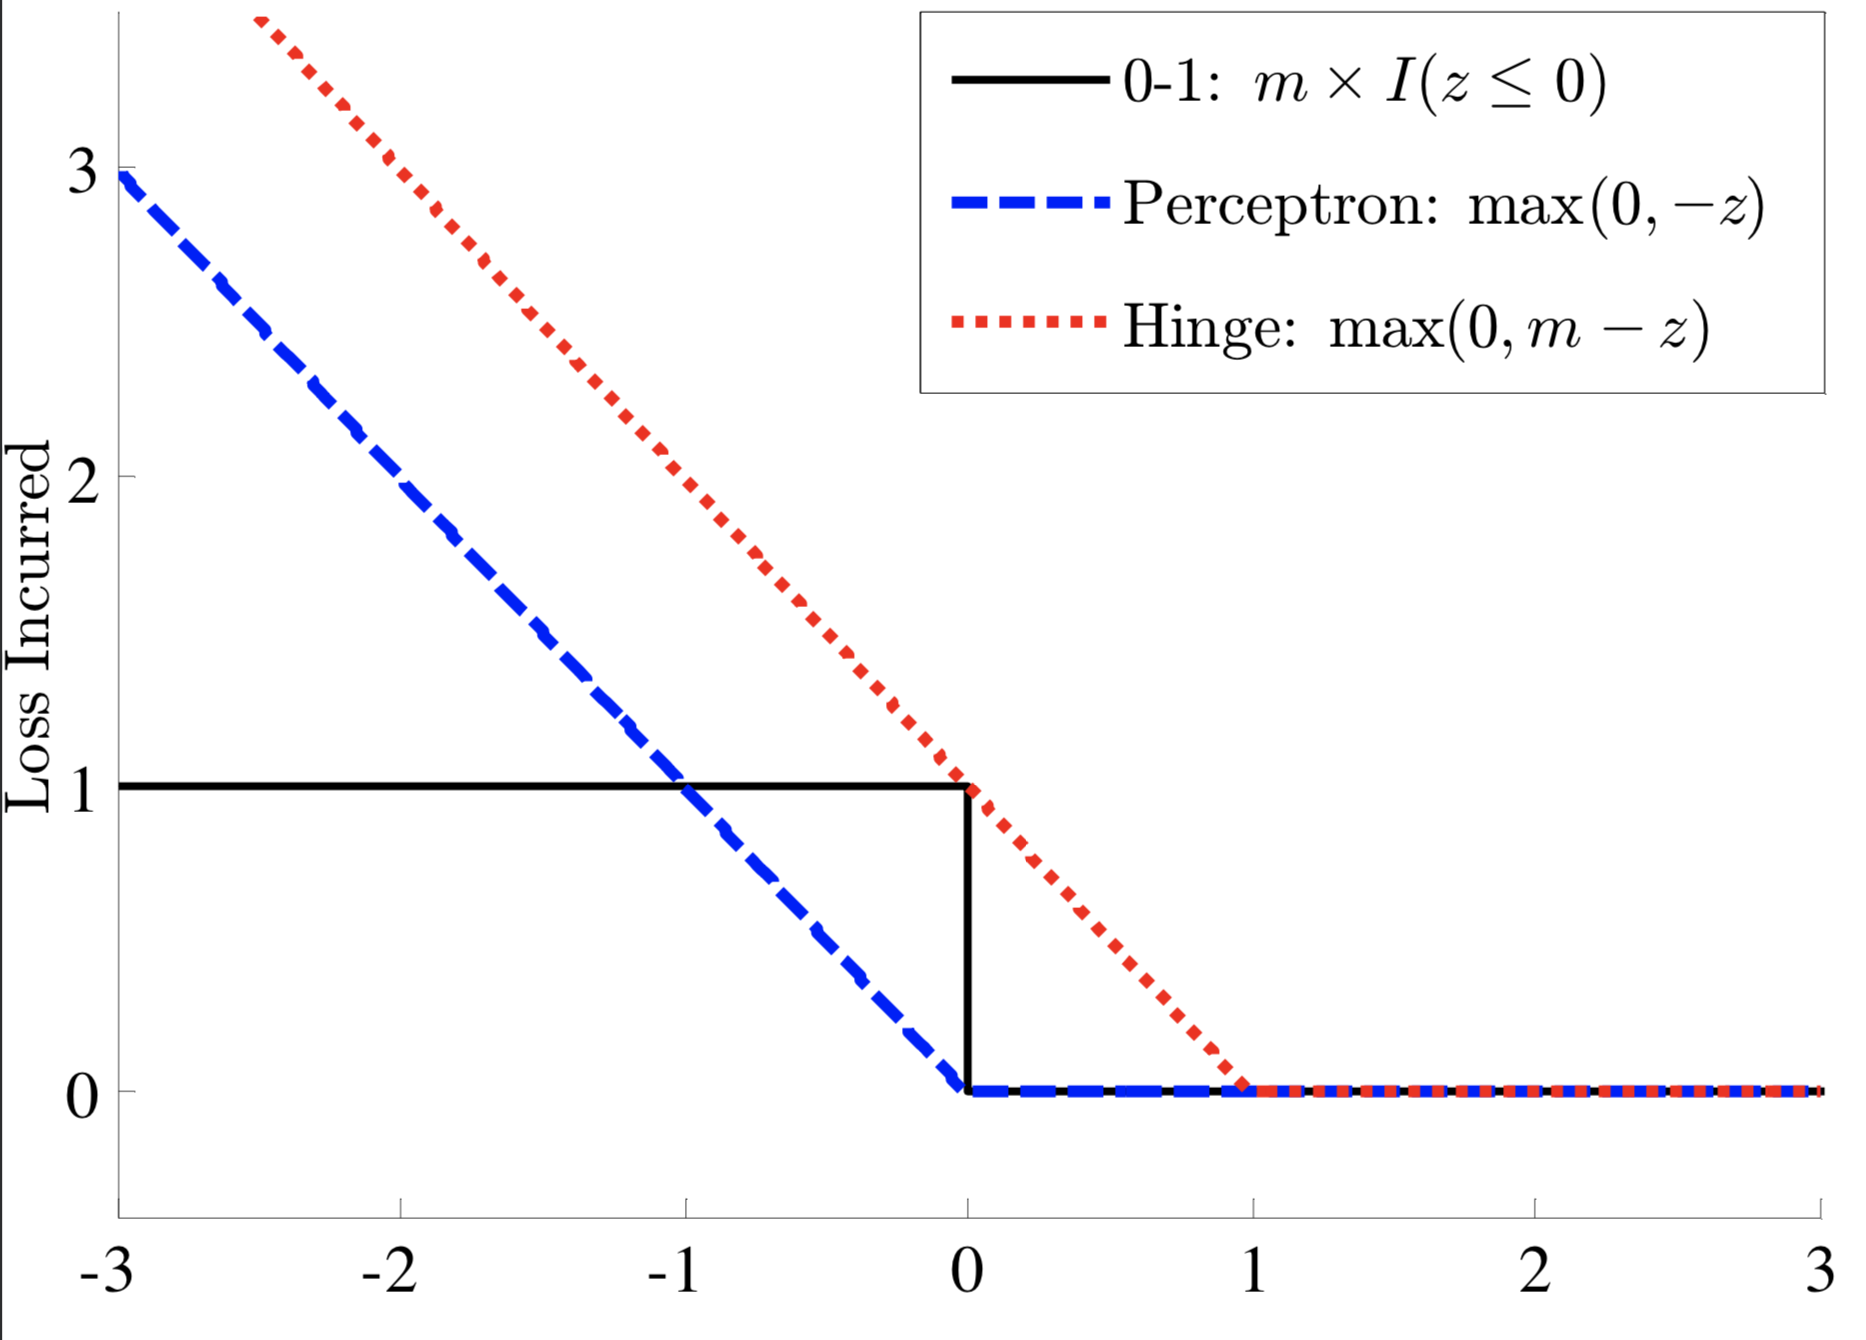 0-1: m × I(z ≤ 0)
Perceptron: max(0, −z)
Hinge: max(0, m − z)
Loss Incurred
3
2
1
0
-3 -2 -1 0 1 2 3